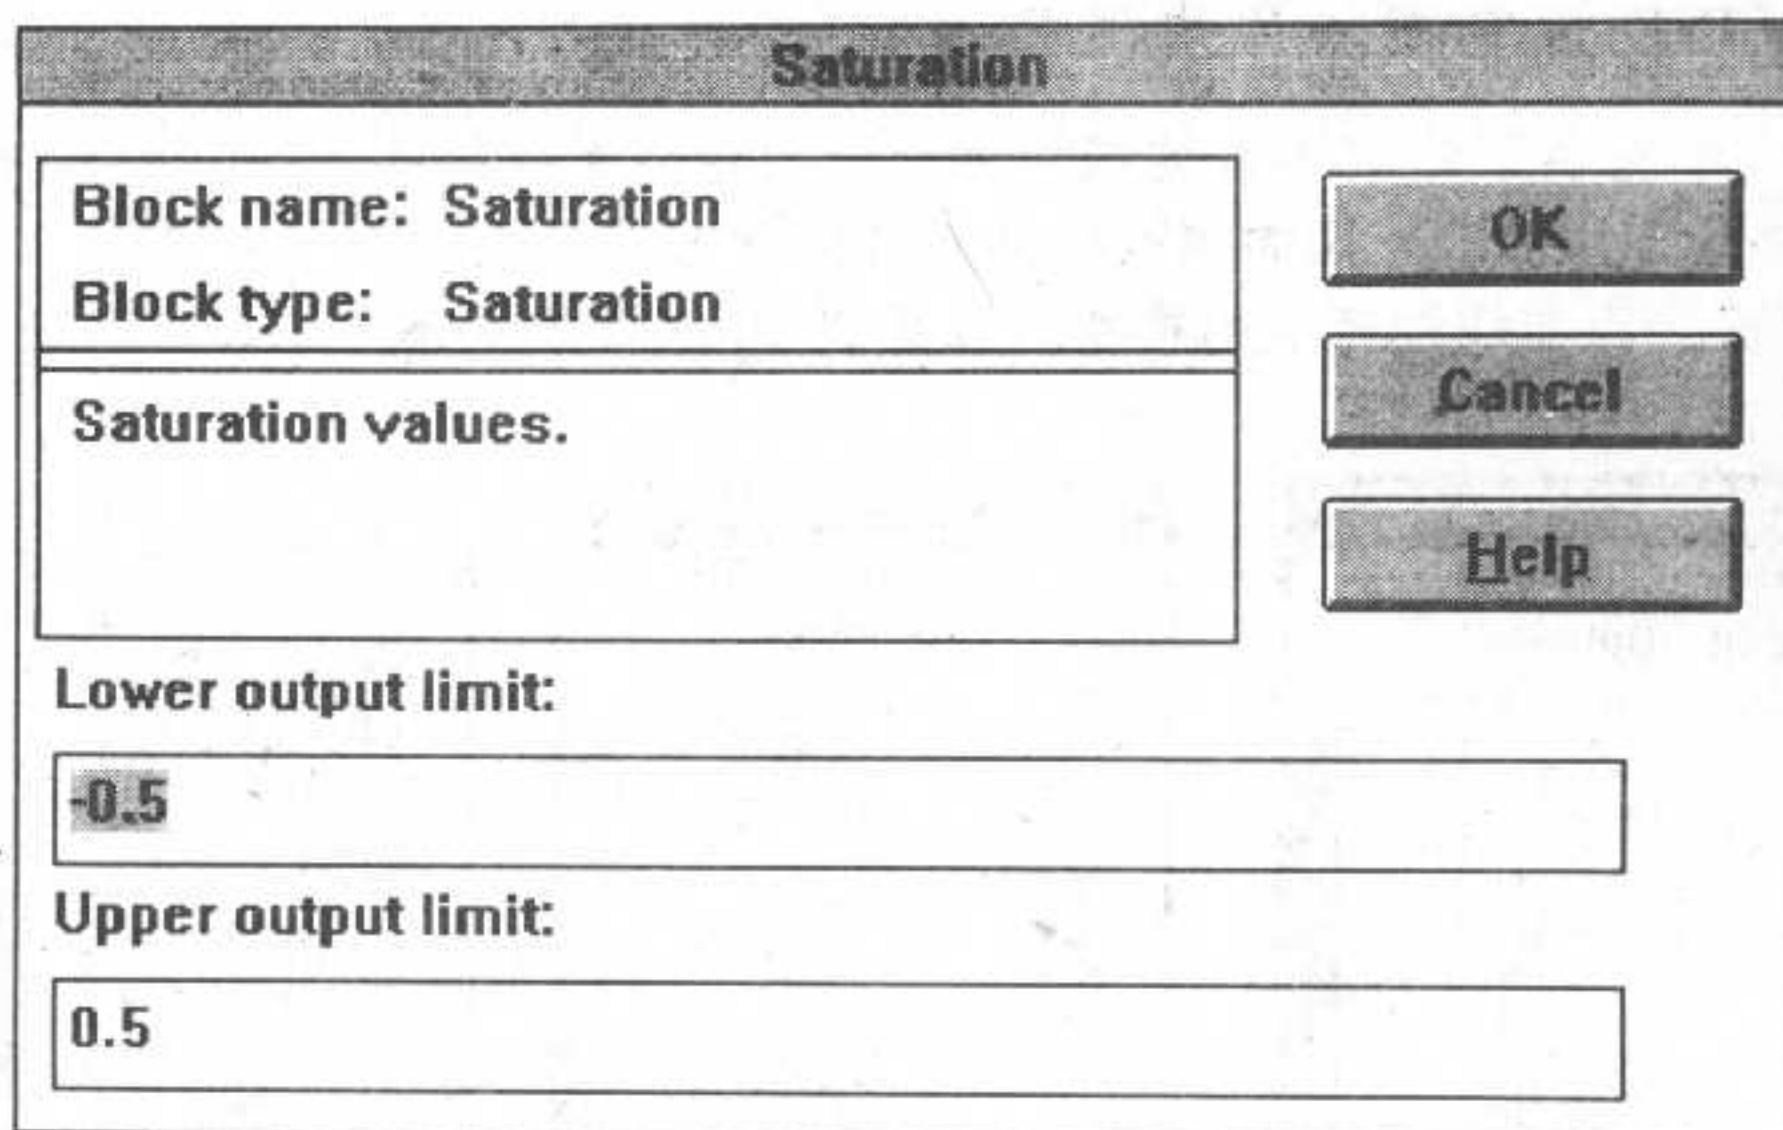 Saturation
Block name: Saturation
Block type: Saturation
Saturation values.
OK
Cancel
Help
Lower output limit:
-0.5
Upper output limit:
0.5